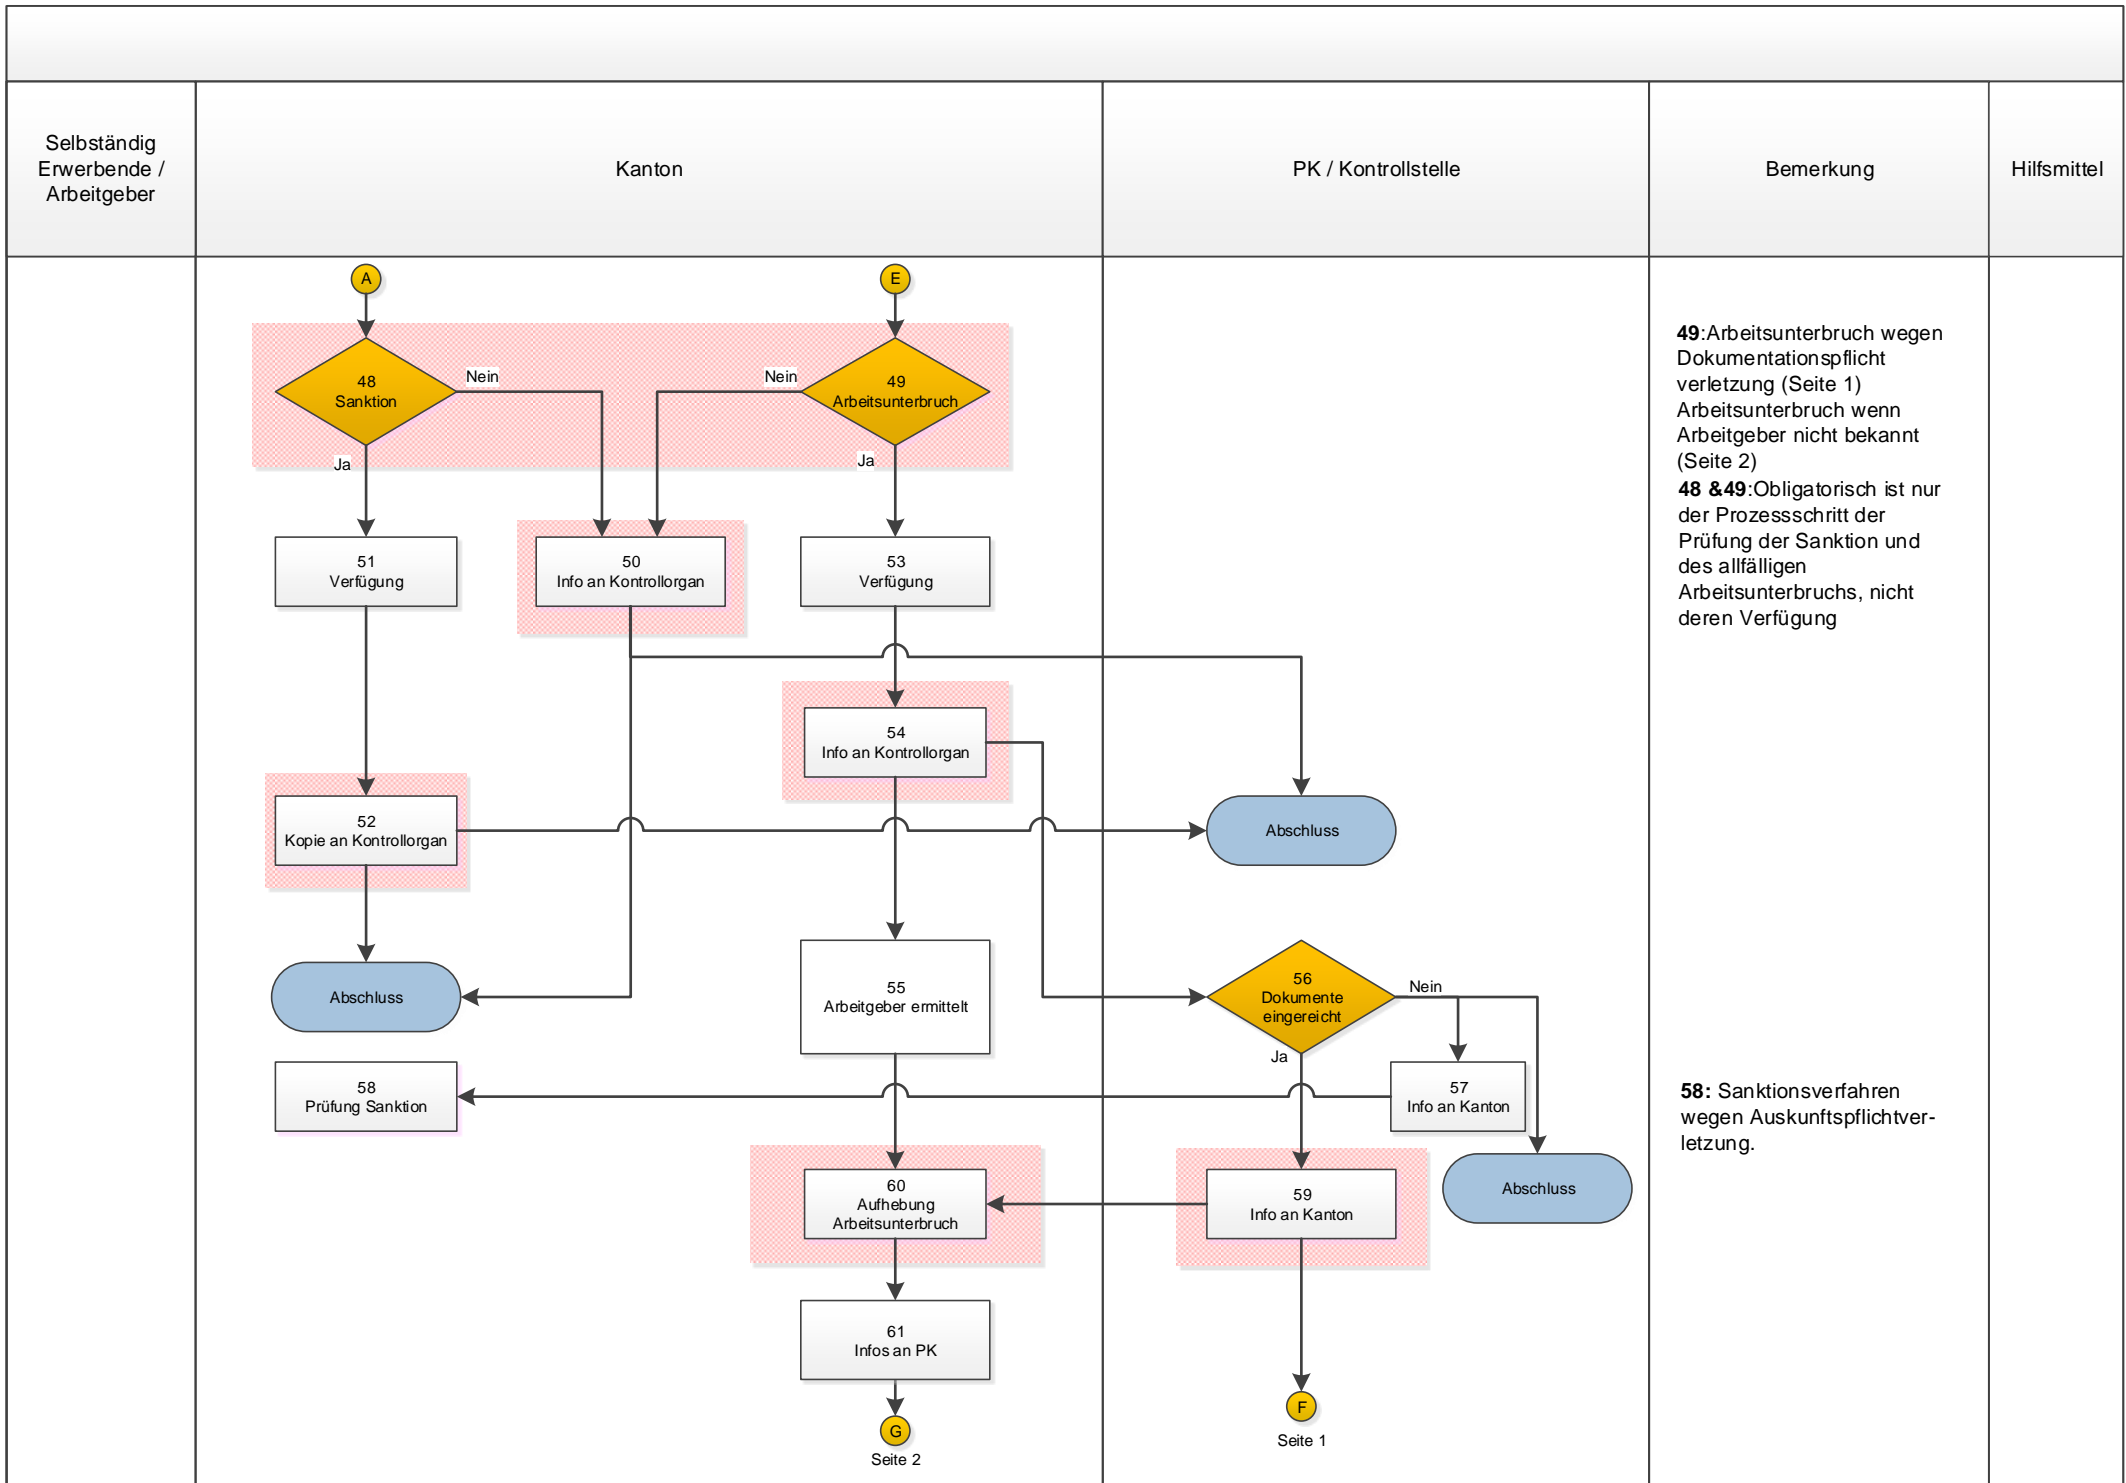 Selbständig
Erwerbende /
Arbeitgeber
Kanton
PK / Kontrollstelle
Bemerkung
Hilfsmittel
A
E
48
Sanktion
Nein
Ja
49
Arbeitsunterbruch
Nein
Ja
49:Arbeitsunterbruch wegen
Dokumentationspflicht
verletzung (Seite 1)
Arbeitsunterbruch wenn
Arbeitgeber nicht bekannt
(Seite 2)
48 &49:Obligatorisch ist nur
der Prozessschritt der
Prüfung der Sanktion und
des allfälligen
Arbeitsunterbruchs, nicht
deren Verfügung
51
Verfügung
50
Info an Kontrollorgan
53
Verfügung
54
Info an Kontrollorgan
52
Kopie an Kontrollorgan
Abschluss
Abschluss
55
Arbeitgeber ermittelt
56
Dokumente
eingereicht
Nein
Ja
58
Prüfung Sanktion
57
Info an Kanton
58: Sanktionsverfahren
wegen Auskunftspflichtver-
letzung.
60
Aufhebung
Arbeitsunterbruch
59
Info an Kanton
Abschluss
61
Infos an PK
G
Seite 2
F
Seite 1